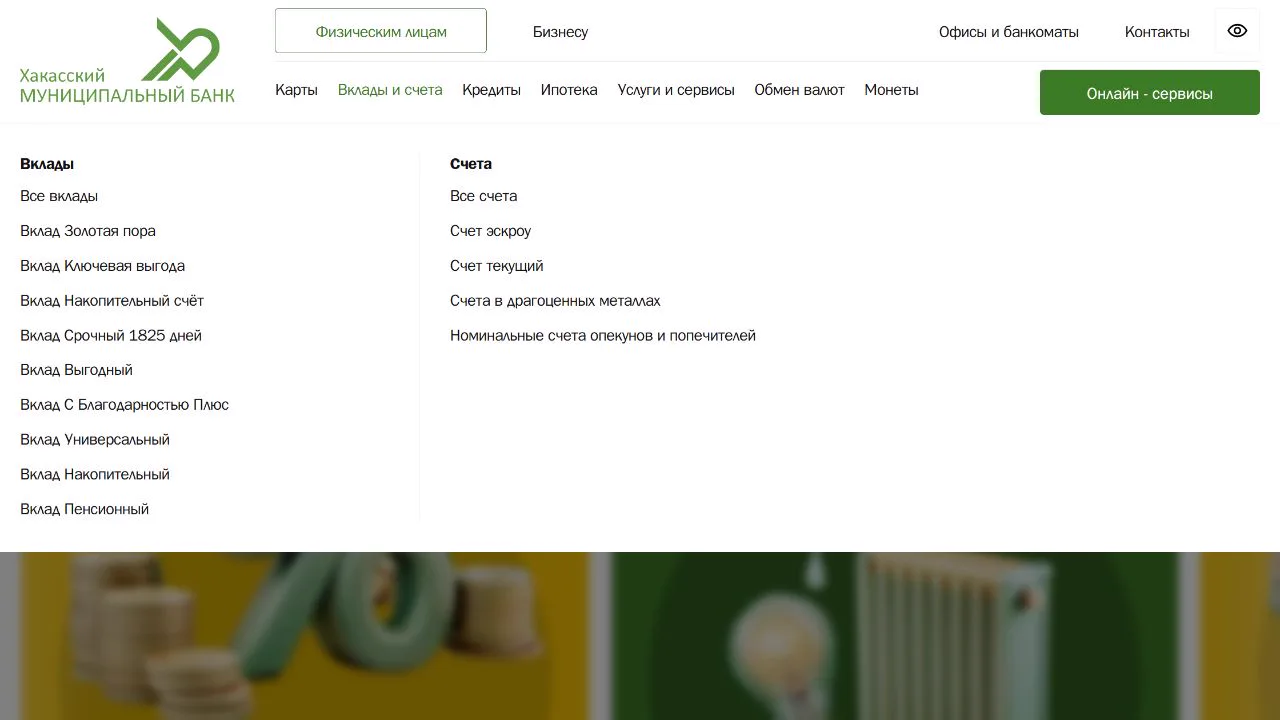 Хакасский
МУНИЦИПАЛЬНЫЙ БАНК
Физическим лицам
Бизнесу
Офисы и банкоматы
Контакты
Карты
Вклады и счета
Кредиты
Ипотека
Услуги и сервисы
Обмен валют
Монеты
Онлайн - сервисы
Вклады
Все вклады
Вклад Золотая пора
Вклад Ключевая выгода
Вклад Накопительный счёт
Вклад Срочный 1825 дней
Вклад Выгодный
Вклад С Благодарностью Плюс
Вклад Универсальный
Вклад Накопительный
Вклад Пенсионный
Счета
Все счета
Счет эскроу
Счет текущий
Счета в драгоценных металлах
Номинальные счета опекунов и попечителей